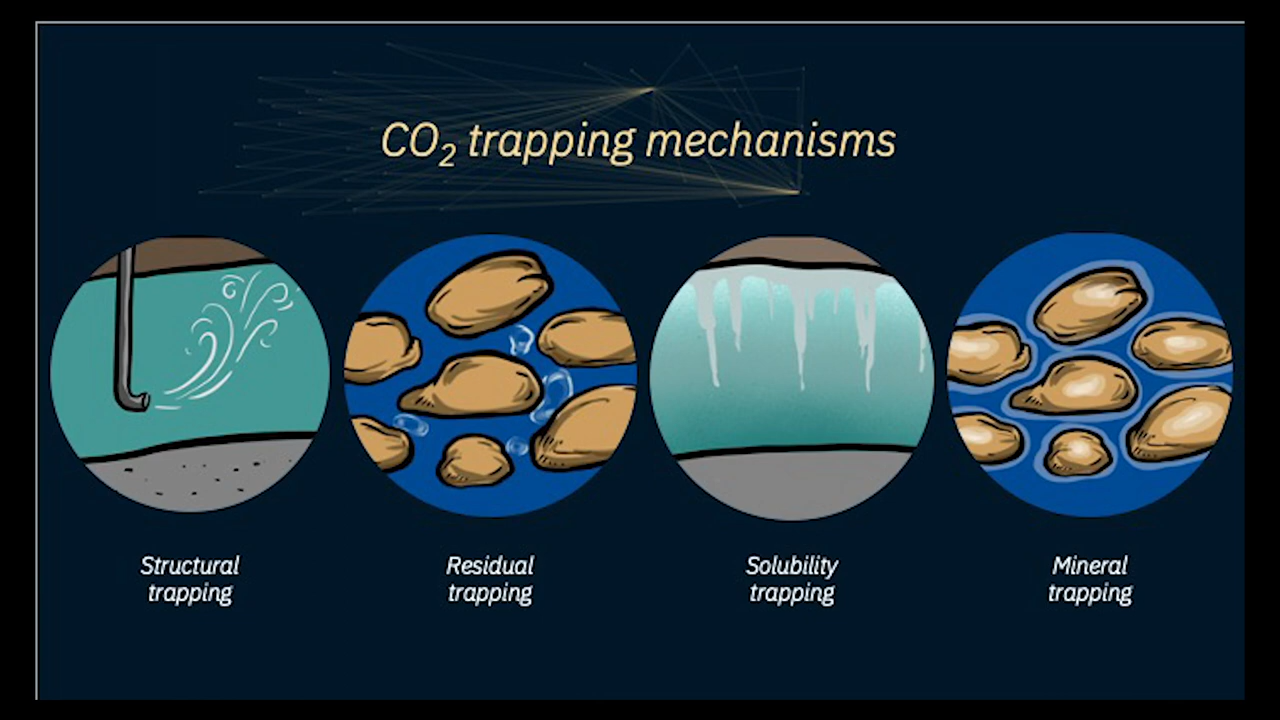 CO₂ trapping mechanisms
Structural
trapping
Residual
trapping
Solubility
trapping
Mineral
trapping